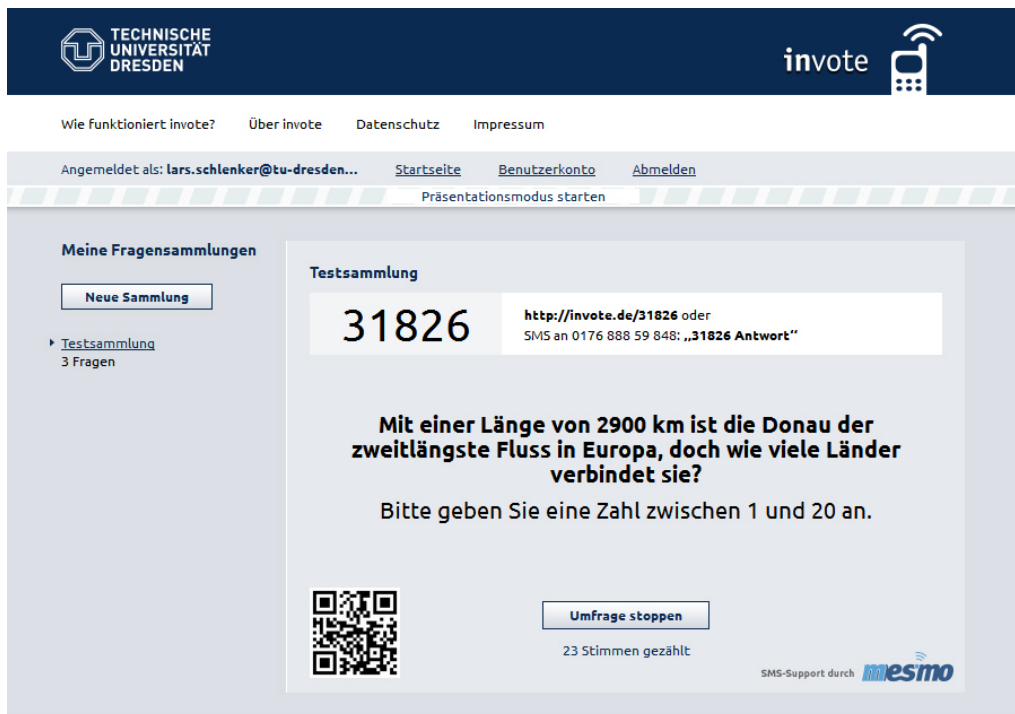 TECHNISCHE
UNIVERSITÄT
DRESDEN
invote
Wie funktioniert invote? Über invote Datenschutz Impressum
Angemeldet als: lars.schlenker@tu-dresden... Startseite Benutzerkonto Abmelden
Präsentationsmodus starten
Meine Fragensammlungen
Neue Sammlung
Testsammlung
3 Fragen
Testsammlung
31826
http://invote.de/31826 oder
SMS an 0176 888 59 848: „31826 Antwort“
Mit einer Länge von 2900 km ist die Donau der
zweitlängste Fluss in Europa, doch wie viele Länder
verbindet sie?
Bitte geben Sie eine Zahl zwischen 1 und 20 an.
Umfrage stoppen
23 Stimmen gezählt
SMS-Support durch mesmo